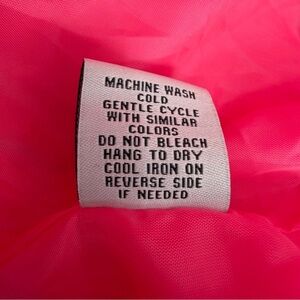 MACHINE WASH
COLD
GENTLE CYCLE
WITH SIMILAR
COLORS
DO NOT BLEACH
HANG TO DRY
COOL IRON ON
REVERSE SIDE
IF NEEDED